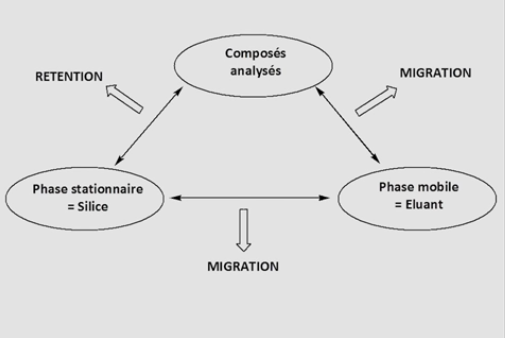 Composés
analysés
RETENTION
MIGRATION
Phase stationnaire
= Silice
Phase mobile
= Eluant
MIGRATION